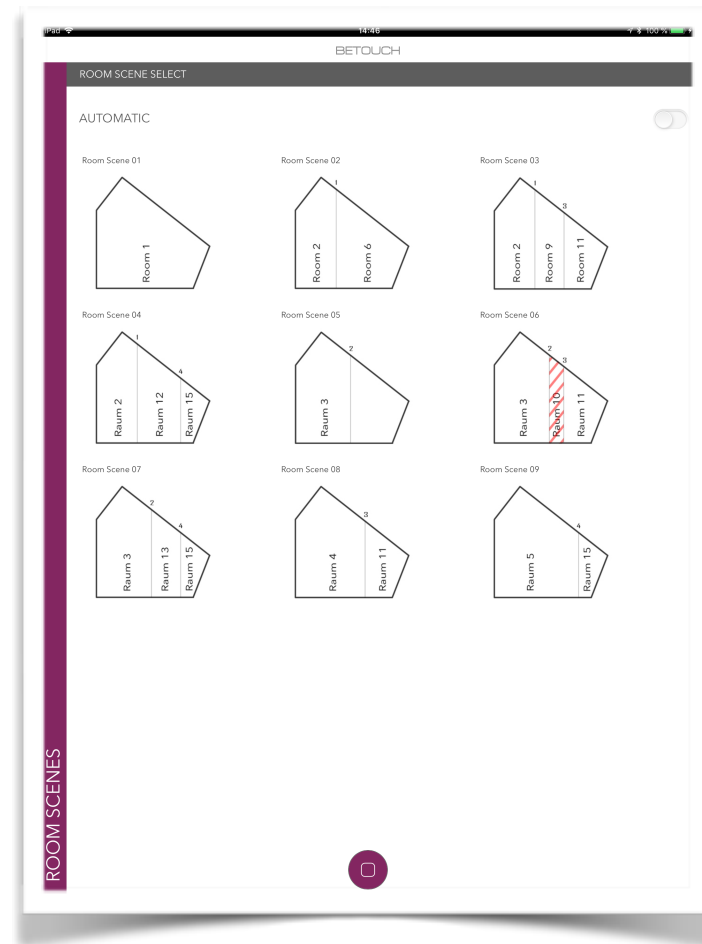 iPad 14:46 100 %
BETOUCH
ROOM SCENE SELECT
AUTOMATIC
Room Scene 01 Room Scene 02 Room Scene 03
1 1 3
Room 1 Room 2 Room 6 Room 2 Room 9 Room 11
Room Scene 04 Room Scene 05 Room Scene 06
1 4 2 2 3
Raum 2 Raum 12 Raum 15 Raum 3 Raum 3 Raum 10 Raum 11
Room Scene 07 Room Scene 08 Room Scene 09
2 4 3 4
Raum 3 Raum 13 Raum 15 Raum 4 Raum 11 Raum 5 Raum 15
ROOM SCENES